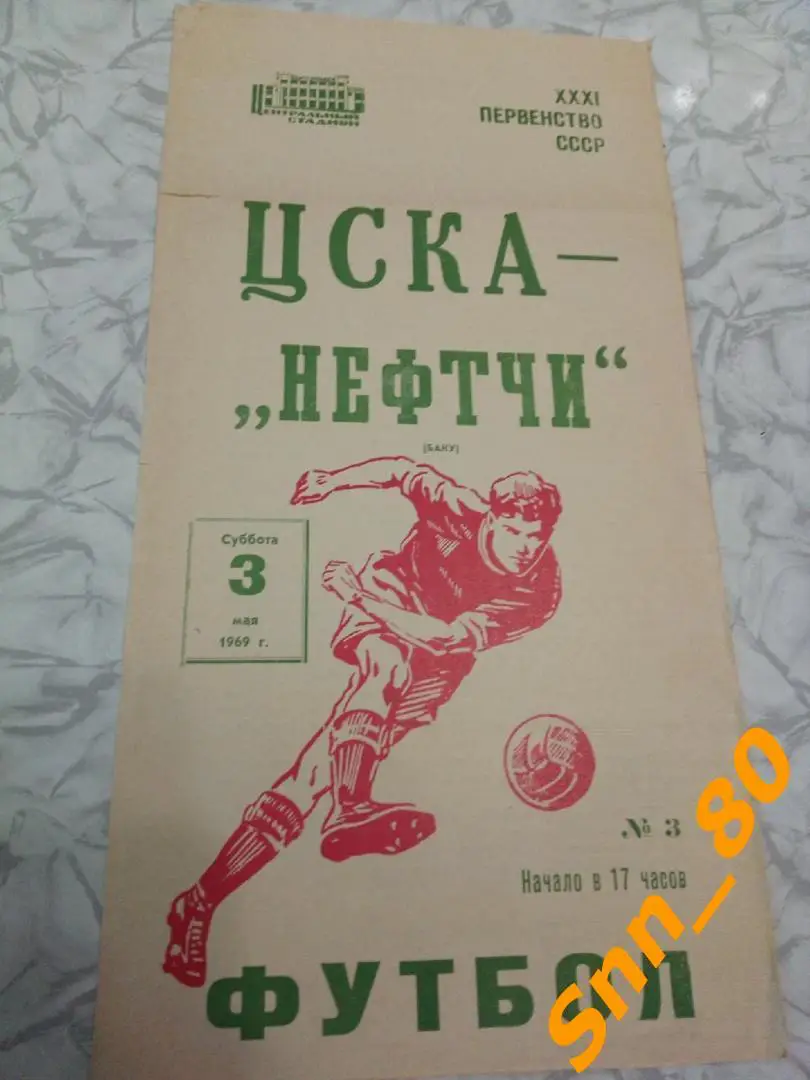 ЦЕНТРАЛЬНЫЙ
СТАДИОН
XXXI
ПЕРВЕНСТВО
СССР
ЦСКА—
„НЕФТЧИ“
(БАКУ)
Суббота
3
мая
1969 г.
№ 3
Начало в 17 часов
ФУТБОЛ
Snn_80